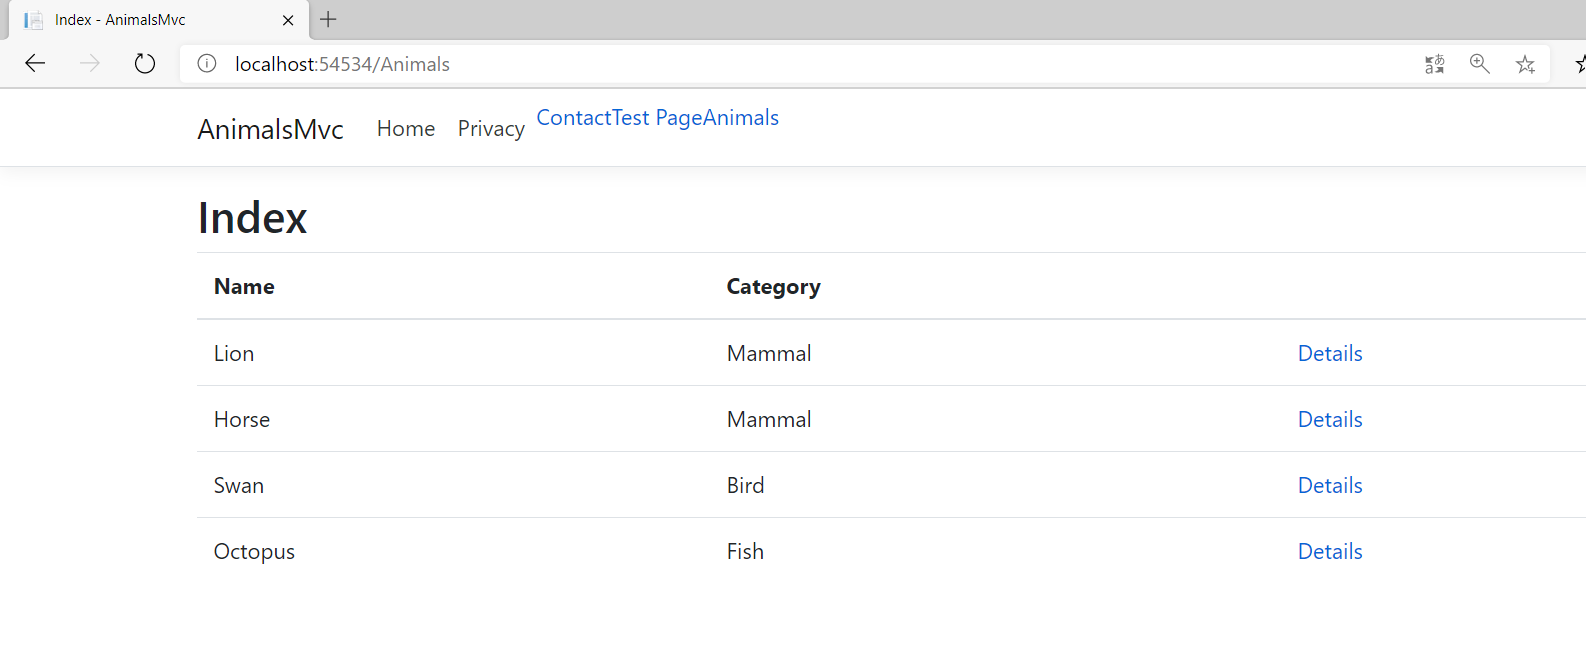 Index - AnimalsMvc
localhost:54534/Animals
AnimalsMvc Home Privacy ContactTest PageAnimals
Index
Name Category
Lion Mammal Details
Horse Mammal Details
Swan Bird Details
Octopus Fish Details